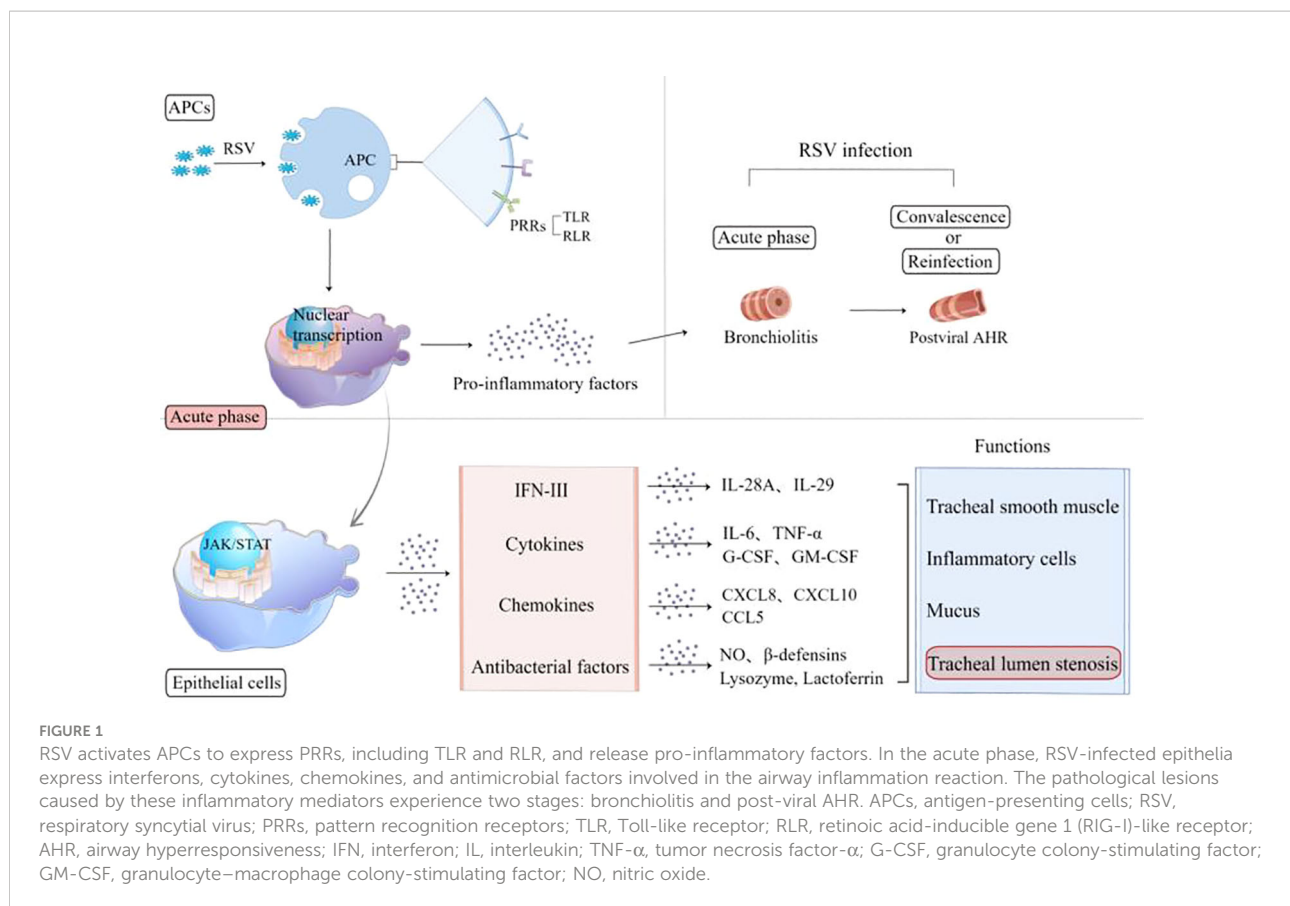 APCs
RSV
APC
PRRs
TLR
RLR
Nuclear
transcription
Pro-inflammatory factors
Acute phase
RSV infection
Acute phase
Convalescence
or
Reinfection
Bronchiolitis
Postviral AHR
JAK/STAT
Epithelial cells
IFN-III
Cytokines
Chemokines
Antibacterial factors
IL-28A、IL-29
IL-6、TNF-α
G-CSF、GM-CSF
CXCL8、CXCL10
CCL5
NO、β-defensins
Lysozyme, Lactoferrin
Functions
Tracheal smooth muscle
Inflammatory cells
Mucus
Tracheal lumen stenosis
FIGURE 1
RSV activates APCs to express PRRs, including TLR and RLR, and release pro-inflammatory factors. In the acute phase, RSV-infected epithelia
express interferons, cytokines, chemokines, and antimicrobial factors involved in the airway inflammation reaction. The pathological lesions
caused by these inflammatory mediators experience two stages: bronchiolitis and post-viral AHR. APCs, antigen-presenting cells; RSV,
respiratory syncytial virus; PRRs, pattern recognition receptors; TLR, Toll-like receptor; RLR, retinoic acid-inducible gene 1 (RIG-I)-like receptor;
AHR, airway hyperresponsiveness; IFN, interferon; IL, interleukin; TNF-α, tumor necrosis factor-α; G-CSF, granulocyte colony-stimulating factor;
GM-CSF, granulocyte–macrophage colony-stimulating factor; NO, nitric oxide.